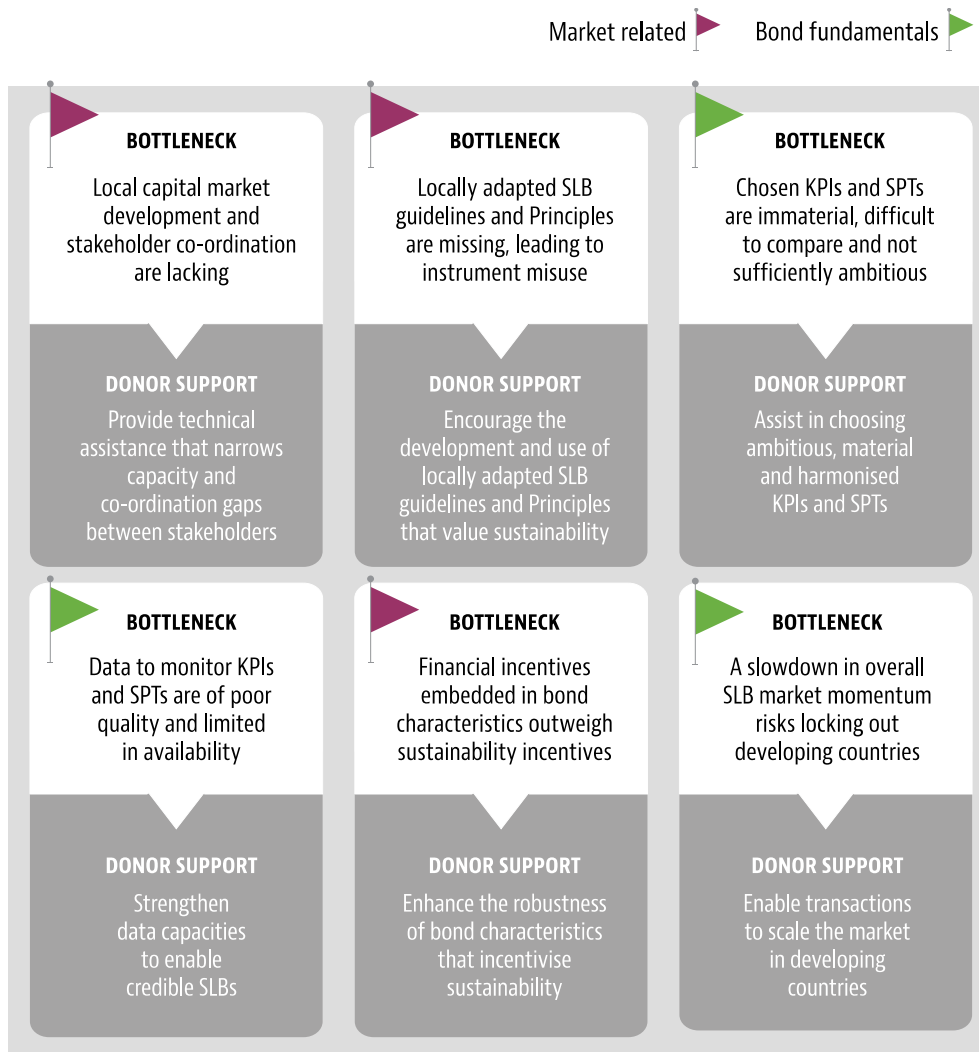 Market related
Bond fundamentals
BOTTLENECK
Local capital market
development and
stakeholder co-ordination
are lacking
DONOR SUPPORT
Provide technical
assistance that narrows
capacity and
co-ordination gaps
between stakeholders
BOTTLENECK
Locally adapted SLB
guidelines and Principles
are missing, leading to
instrument misuse
DONOR SUPPORT
Encourage the
development and use of
locally adapted SLB
guidelines and Principles
that value sustainability
BOTTLENECK
Chosen KPIs and SPTs
are immaterial, difficult
to compare and not
sufficiently ambitious
DONOR SUPPORT
Assist in choosing
ambitious, material
and harmonised
KPIs and SPTs
BOTTLENECK
Data to monitor KPIs
and SPTs are of poor
quality and limited
in availability
DONOR SUPPORT
Strengthen
data capacities
to enable
credible SLBs
BOTTLENECK
Financial incentives
embedded in bond
characteristics outweigh
sustainability incentives
DONOR SUPPORT
Enhance the robustness
of bond characteristics
that incentivise
sustainability
BOTTLENECK
A slowdown in overall
SLB market momentum
risks locking out
developing countries
DONOR SUPPORT
Enable transactions
to scale the market
in developing
countries